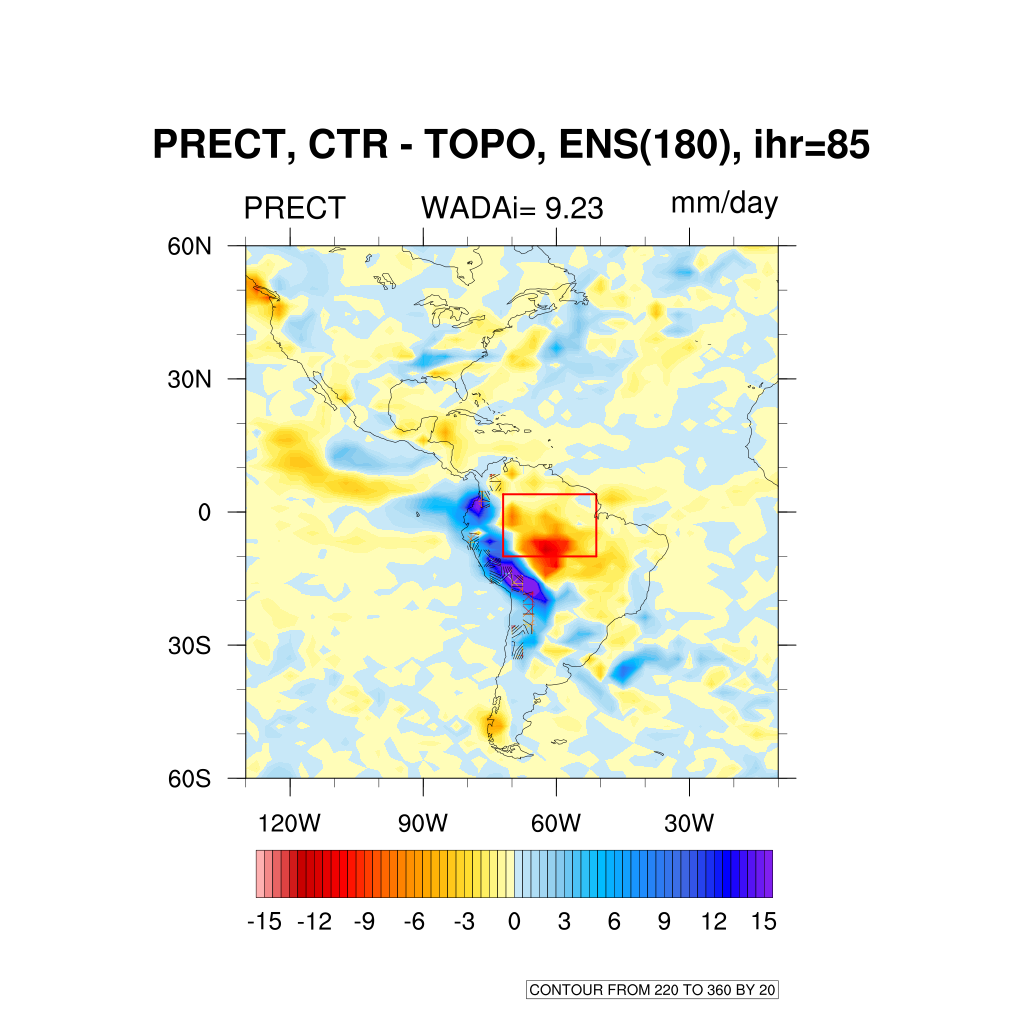 PRECT, CTR - TOPO, ENS(180), ihr=85
PRECT WADAi= 9.23 mm/day
60N
30N
0
30S
60S
120W 90W 60W 30W
-15 -12 -9 -6 -3 0 3 6 9 12 15
CONTOUR FROM 220 TO 360 BY 20